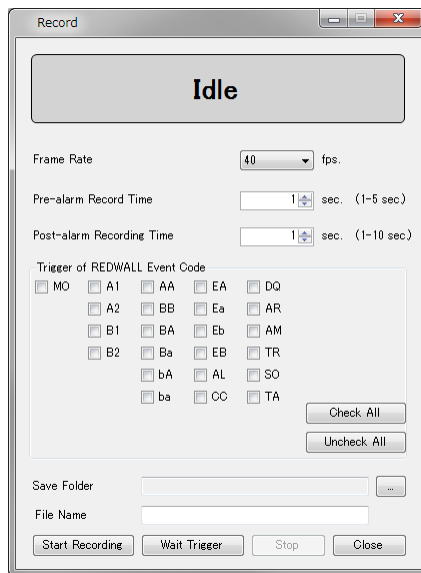 Record
Idle
Frame Rate 40 fps.
Pre-alarm Record Time 1 sec. (1-5 sec.)
Post-alarm Recording Time 1 sec. (1-10 sec.)
Trigger of REDWALL Event Code
MO A1 AA EA DQ
A2 BB Ea AR
B1 BA Eb AM
B2 Ba EB TR
bA AL SO
ba CC TA
Check All
Uncheck All
Save Folder ...
File Name
Start Recording Wait Trigger Stop Close